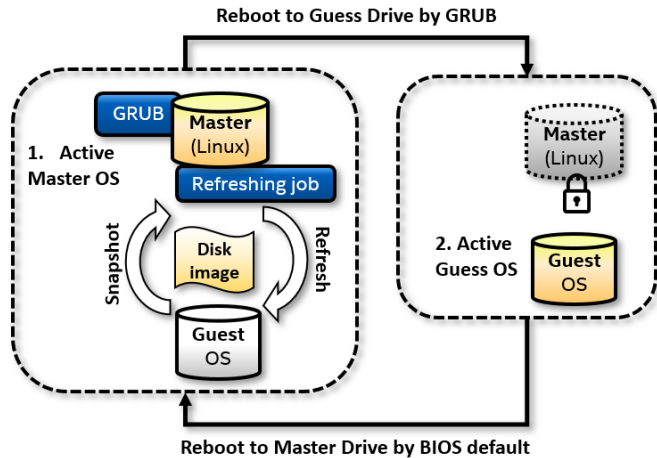 Reboot to Guess Drive by GRUB
GRUB
Master
(Linux)
1. Active
Master OS
Refreshing job
Snapshot
Disk
image
Refresh
Guest
OS
Master
(Linux)
2. Active
Guess OS
Guest
OS
Reboot to Master Drive by BIOS default